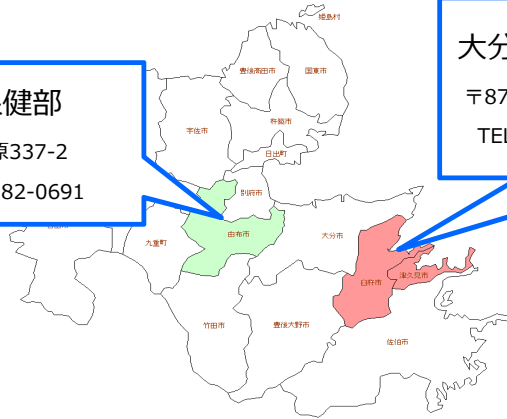 姫島村
大分
〒87
TEL
豊後高田市
国東市
健部
原337-2
82-0691
宇佐市
杵築市
日出町
別府市
九重町
由布市
大分市
臼杵市
津久見市
竹田市
豊後大野市
佐伯市